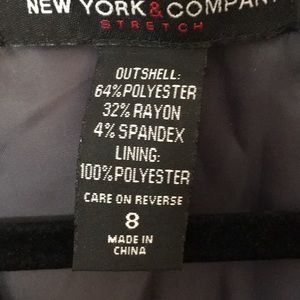 NEW YORK & COMPANY
STRETCH
OUTSHELL:
64% POLYESTER
32% RAYON
4% SPANDEX
LINING:
100% POLYESTER
CARE ON REVERSE
8
MADE IN
CHINA